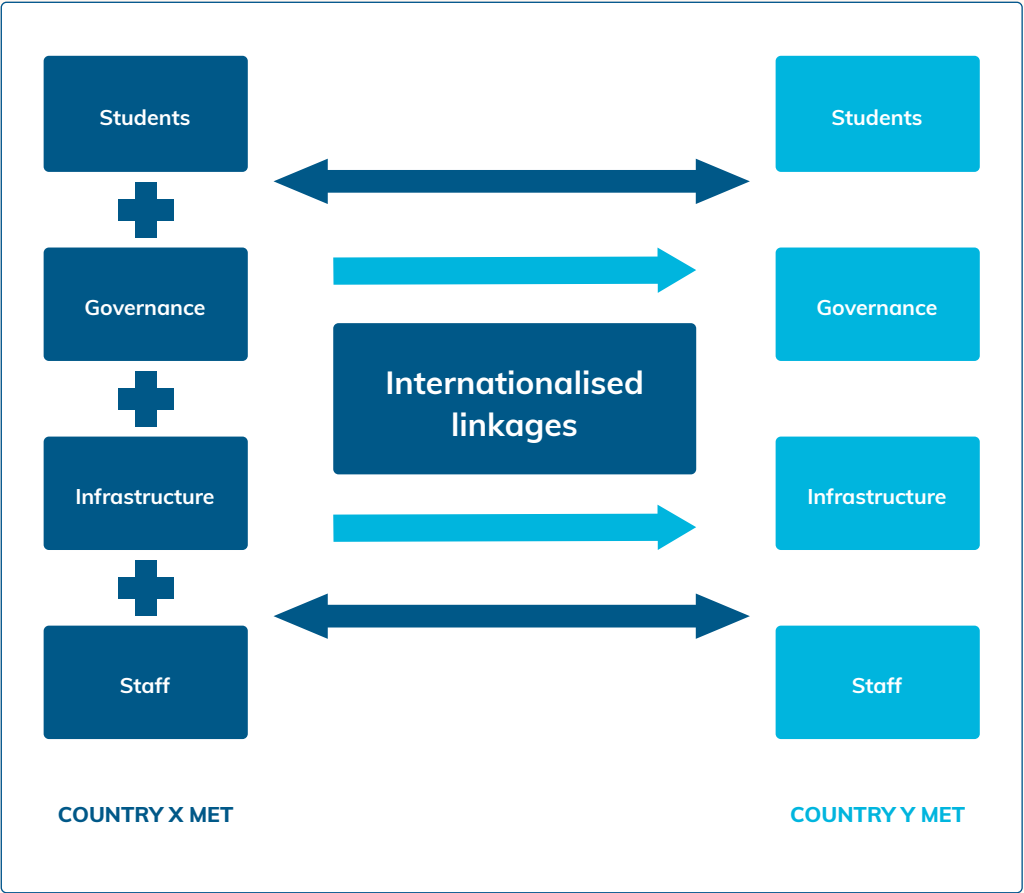 Students
Governance
Infrastructure
Staff
COUNTRY X MET
Internationalised
linkages
Students
Governance
Infrastructure
Staff
COUNTRY Y MET